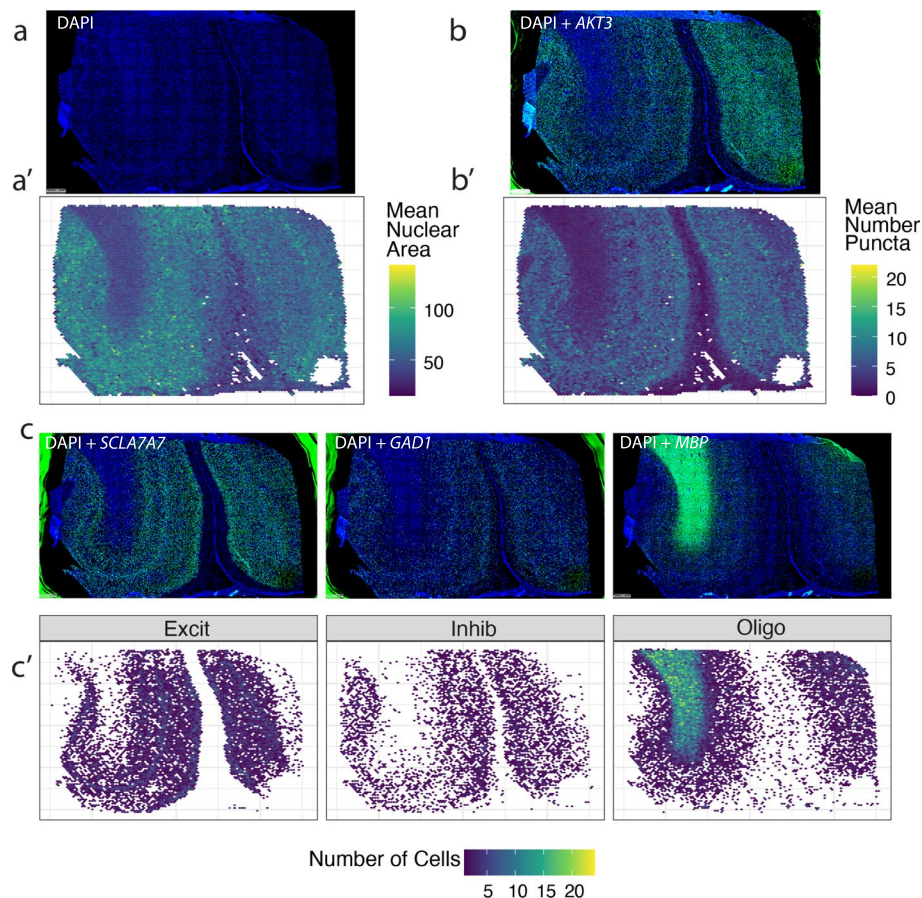 a
DAPI
b
DAPI + AKT3
a'
Mean
Nuclear
Area
100
50
b'
Mean
Number
Puncta
20
15
10
5
0
c
DAPI + SCLA7A7
DAPI + GAD1
DAPI + MBP
c'
Excit
Inhib
Oligo
Number of Cells
5 10 15 20